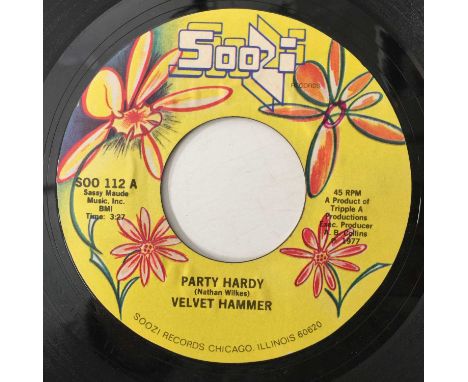 Soozi
RECORDS
SOO 112 A
Sassy Maude
Music, Inc.
BMI
Time: 3:27
45 RPM
A Product of
Tripple A
Productions
Exec. Producer
A. B. Collins
p. 1977
PARTY HARDY
(Nathan Wilkes)
VELVET HAMMER
SOOZI RECORDS CHICAGO, ILLINOIS 60620